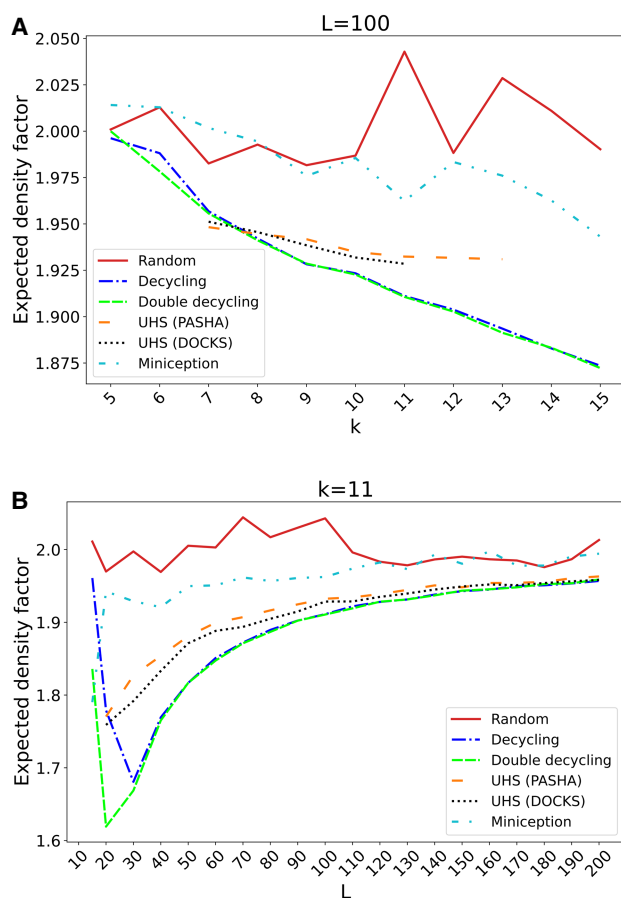 A
L=100
Expected density factor
2.050
2.025
2.000
1.975
1.950
1.925
1.900
1.875
Random
Decycling
Double decycling
UHS (PASHA)
UHS (DOCKS)
Miniception
5 6 7 8 9 10 11 12 13 14 15
k
B
k=11
Expected density factor
2.0
1.9
1.8
1.7
1.6
Random
Decycling
Double decycling
UHS (PASHA)
UHS (DOCKS)
Miniception
10 20 30 40 50 60 70 80 90 100 110 120 130 140 150 160 170 180 190 200
L